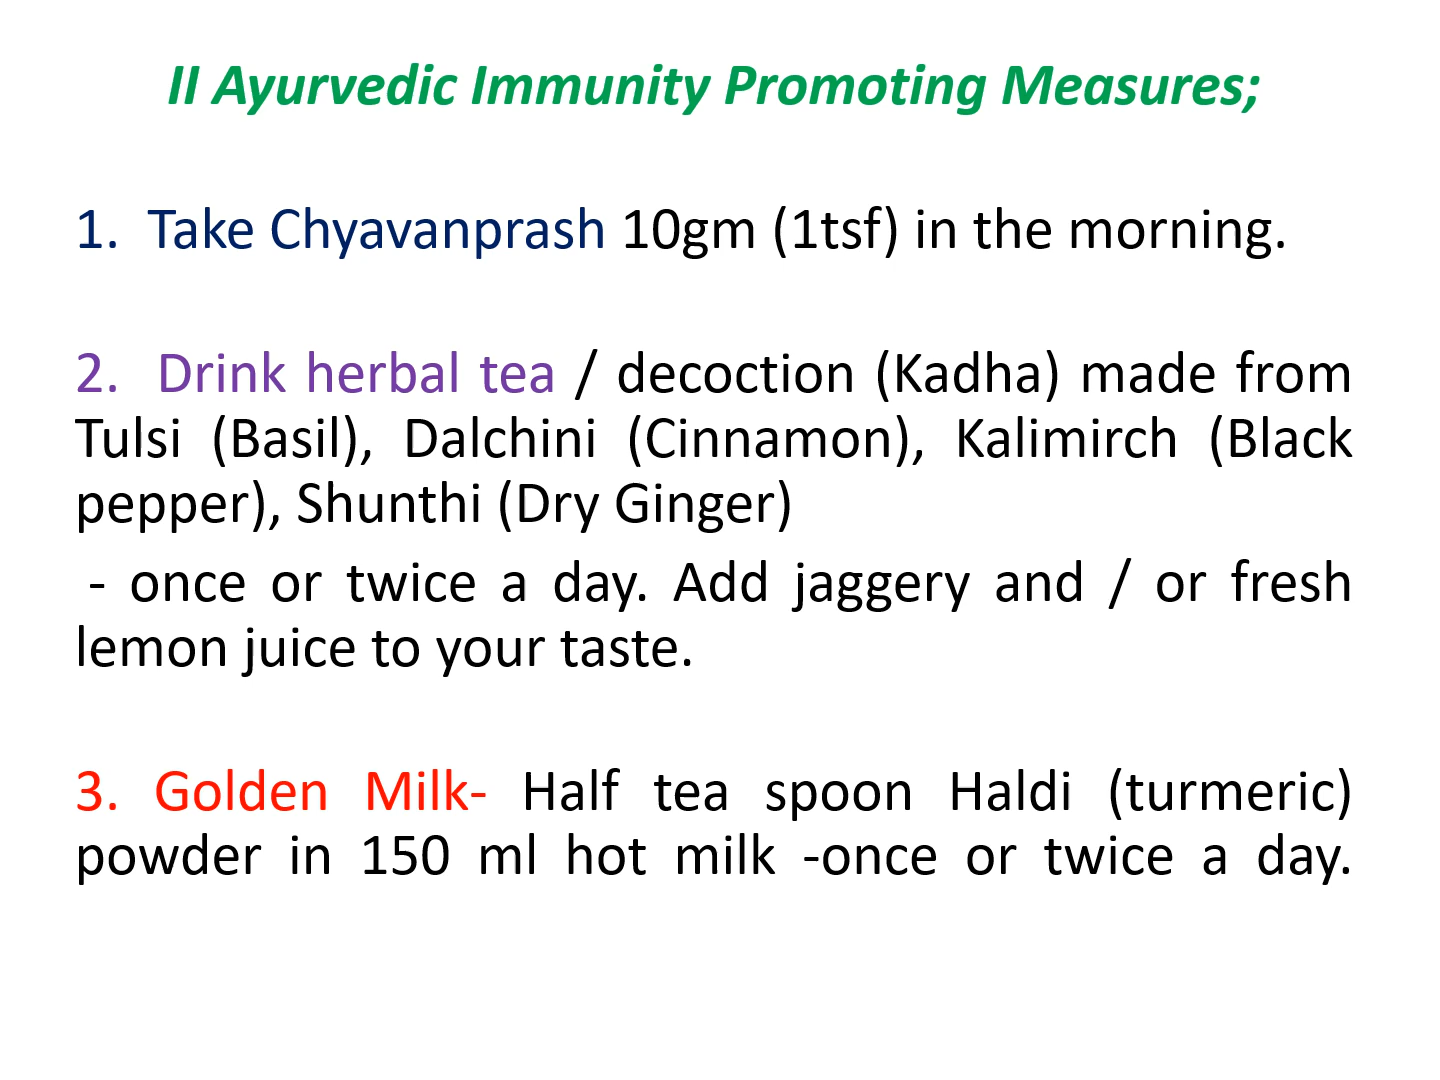 II Ayurvedic Immunity Promoting Measures;
1. Take Chyavanprash 10gm (1tsf) in the morning.
2. Drink herbal tea / decoction (Kadha) made from
Tulsi (Basil), Dalchini (Cinnamon), Kalimirch (Black
pepper), Shunthi (Dry Ginger)
- once or twice a day. Add jaggery and / or fresh
lemon juice to your taste.
3. Golden Milk- Half tea spoon Haldi (turmeric)
powder in 150 ml hot milk -once or twice a day.